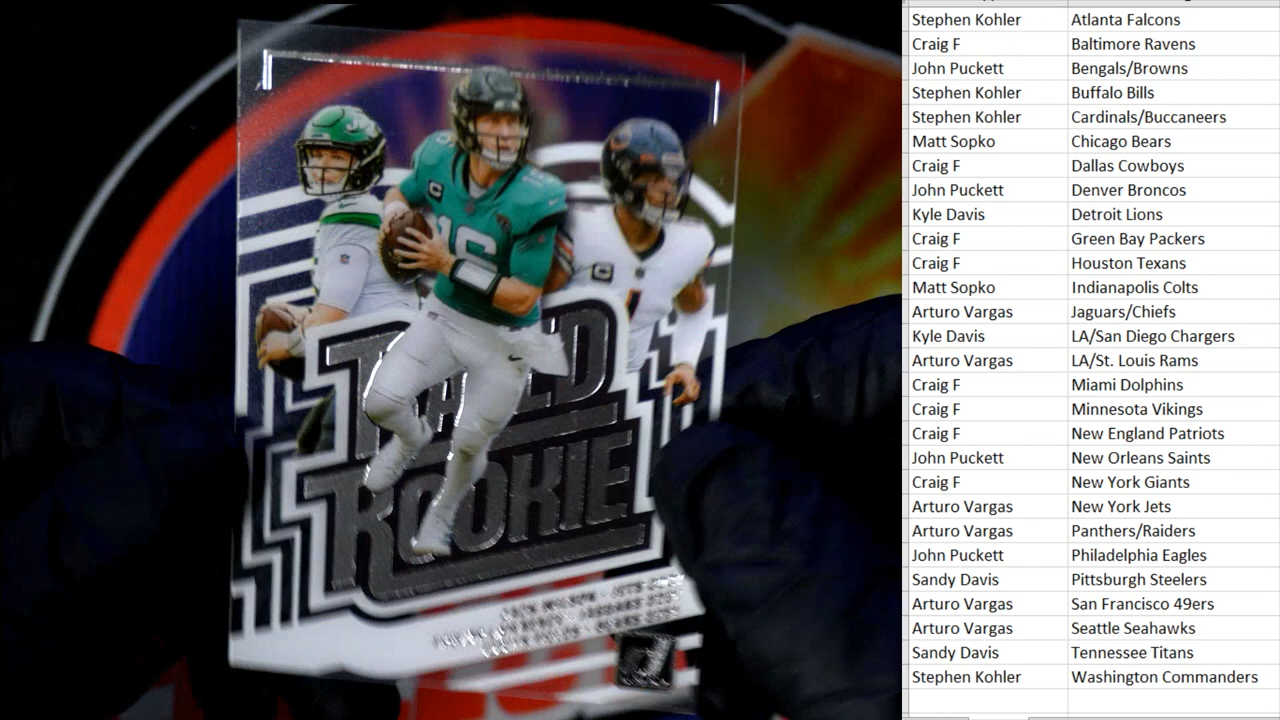 RATED
ROOKIE
16
Stephen Kohler Atlanta Falcons
Craig F Baltimore Ravens
John Puckett Bengals/Browns
Stephen Kohler Buffalo Bills
Stephen Kohler Cardinals/Buccaneers
Matt Sopko Chicago Bears
Craig F Dallas Cowboys
John Puckett Denver Broncos
Kyle Davis Detroit Lions
Craig F Green Bay Packers
Craig F Houston Texans
Matt Sopko Indianapolis Colts
Arturo Vargas Jaguars/Chiefs
Kyle Davis LA/San Diego Chargers
Arturo Vargas LA/St. Louis Rams
Craig F Miami Dolphins
Craig F Minnesota Vikings
Craig F New England Patriots
John Puckett New Orleans Saints
Craig F New York Giants
Arturo Vargas New York Jets
Arturo Vargas Panthers/Raiders
John Puckett Philadelphia Eagles
Sandy Davis Pittsburgh Steelers
Arturo Vargas San Francisco 49ers
Arturo Vargas Seattle Seahawks
Sandy Davis Tennessee Titans
Stephen Kohler Washington Commanders